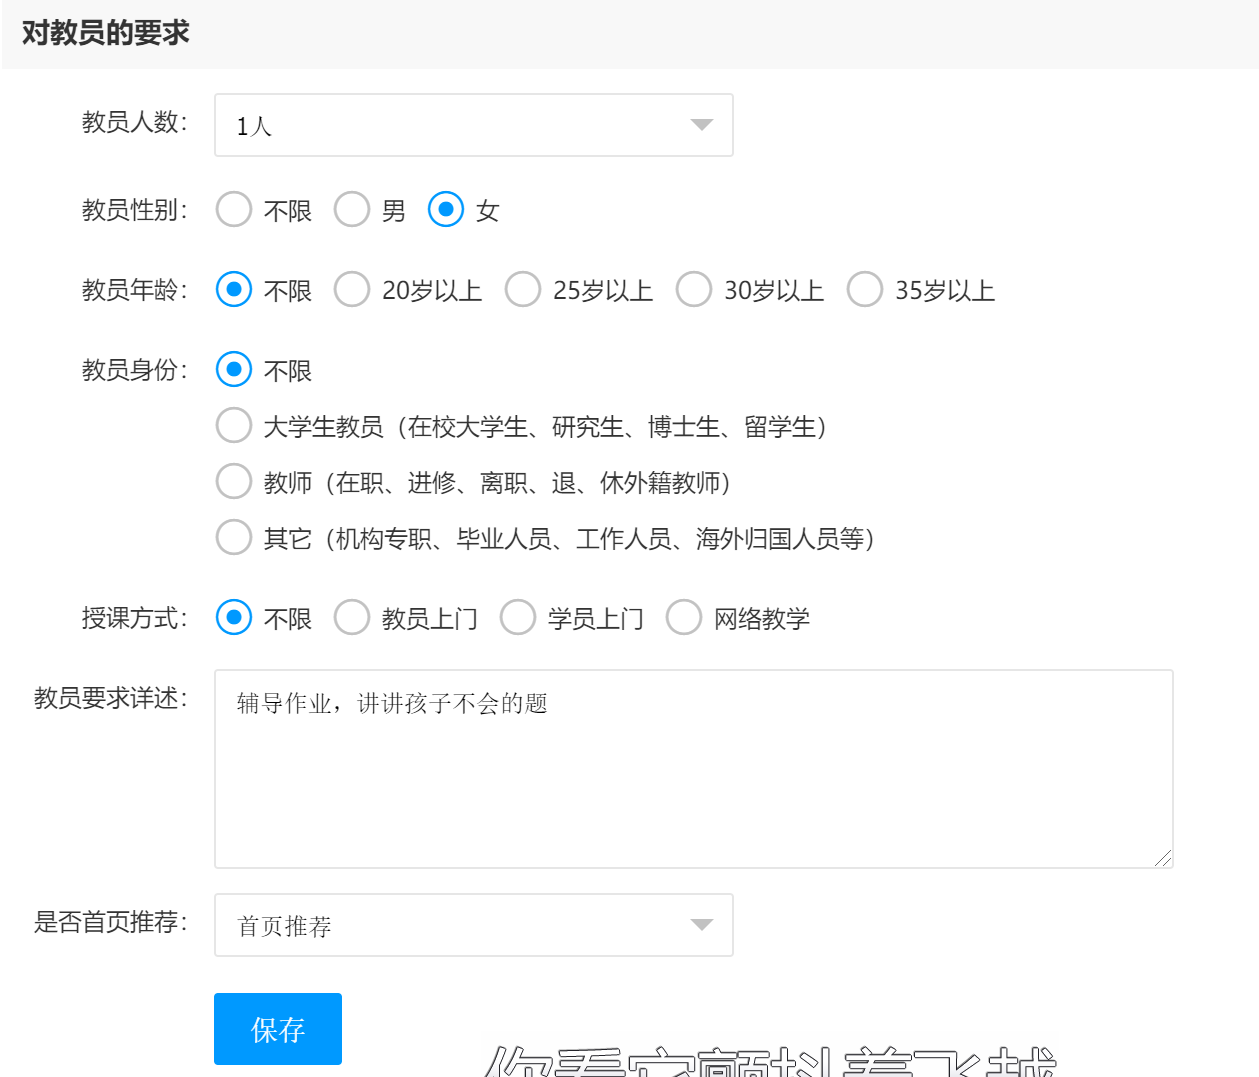 对教员的要求
教员人数：
1人
教员性别：
不限 男 女
教员年龄：
不限 20岁以上 25岁以上 30岁以上 35岁以上
教员身份：
不限
大学生教员（在校大学生、研究生、博士生、留学生）
教师（在职、进修、离职、退、休外籍教师）
其它（机构专职、毕业人员、工作人员、海外归国人员等）
授课方式：
不限 教员上门 学员上门 网络教学
教员要求详述：
辅导作业，讲讲孩子不会的题
是否首页推荐：
首页推荐
保存
你看它颤抖着飞越